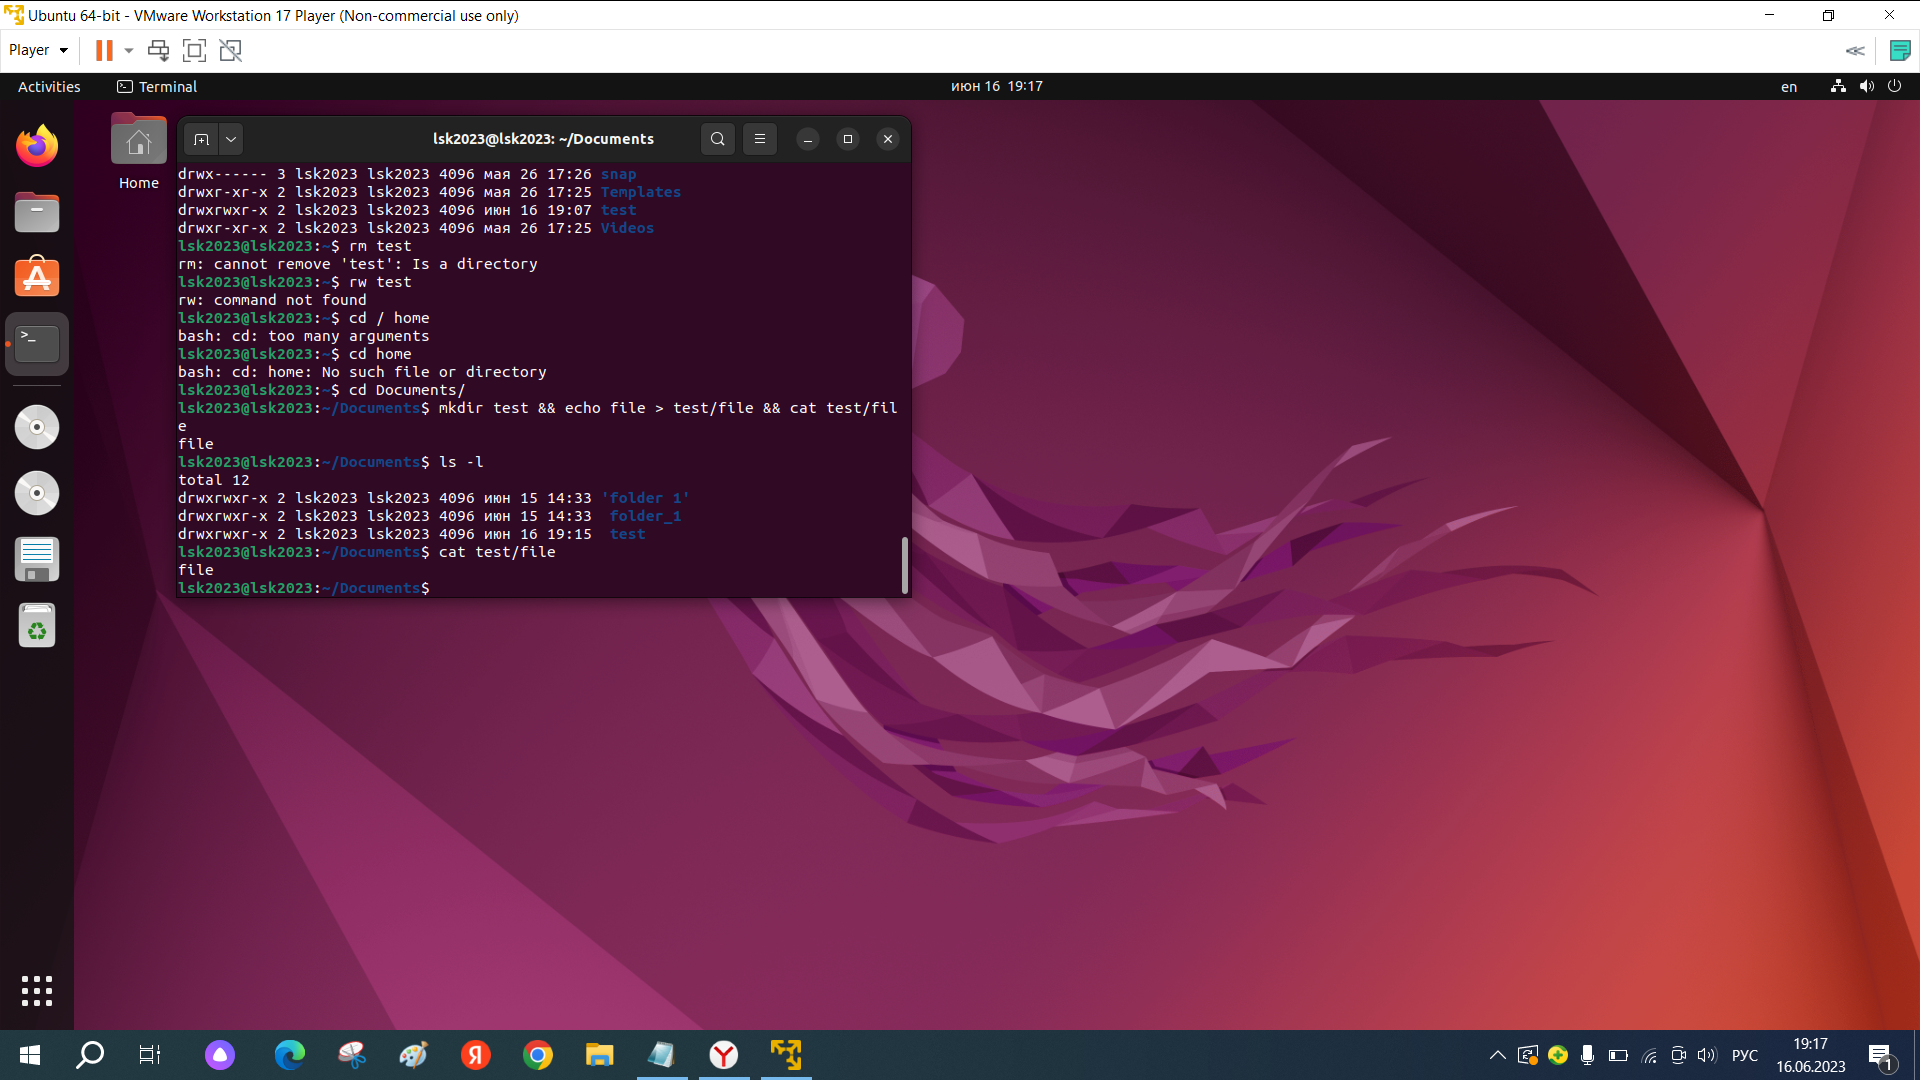 Ubuntu 64-bit - VMware Workstation 17 Player (Non-commercial use only)
Player
Activities
Terminal
июн 16 19:17
en
Home
lsk2023@lsk2023: ~/Documents
drwx------ 3 lsk2023 lsk2023 4096 мая 26 17:26 snap
drwxr-xr-x 2 lsk2023 lsk2023 4096 мая 26 17:25 Templates
drwxrwxr-x 2 lsk2023 lsk2023 4096 июн 16 19:07 test
drwxr-xr-x 2 lsk2023 lsk2023 4096 мая 26 17:25 Videos
lsk2023@lsk2023:~$ rm test
rm: cannot remove 'test': Is a directory
lsk2023@lsk2023:~$ rw test
rw: command not found
lsk2023@lsk2023:~$ cd / home
bash: cd: too many arguments
lsk2023@lsk2023:~$ cd home
bash: cd: home: No such file or directory
lsk2023@lsk2023:~$ cd Documents/
lsk2023@lsk2023:~/Documents$ mkdir test && echo file > test/file && cat test/fil
e
file
lsk2023@lsk2023:~/Documents$ ls -l
total 12
drwxrwxr-x 2 lsk2023 lsk2023 4096 июн 15 14:33 'folder 1'
drwxrwxr-x 2 lsk2023 lsk2023 4096 июн 15 14:33  folder_1
drwxrwxr-x 2 lsk2023 lsk2023 4096 июн 16 19:15  test
lsk2023@lsk2023:~/Documents$ cat test/file
file
lsk2023@lsk2023:~/Documents$
РУС
19:17
16.06.2023
1